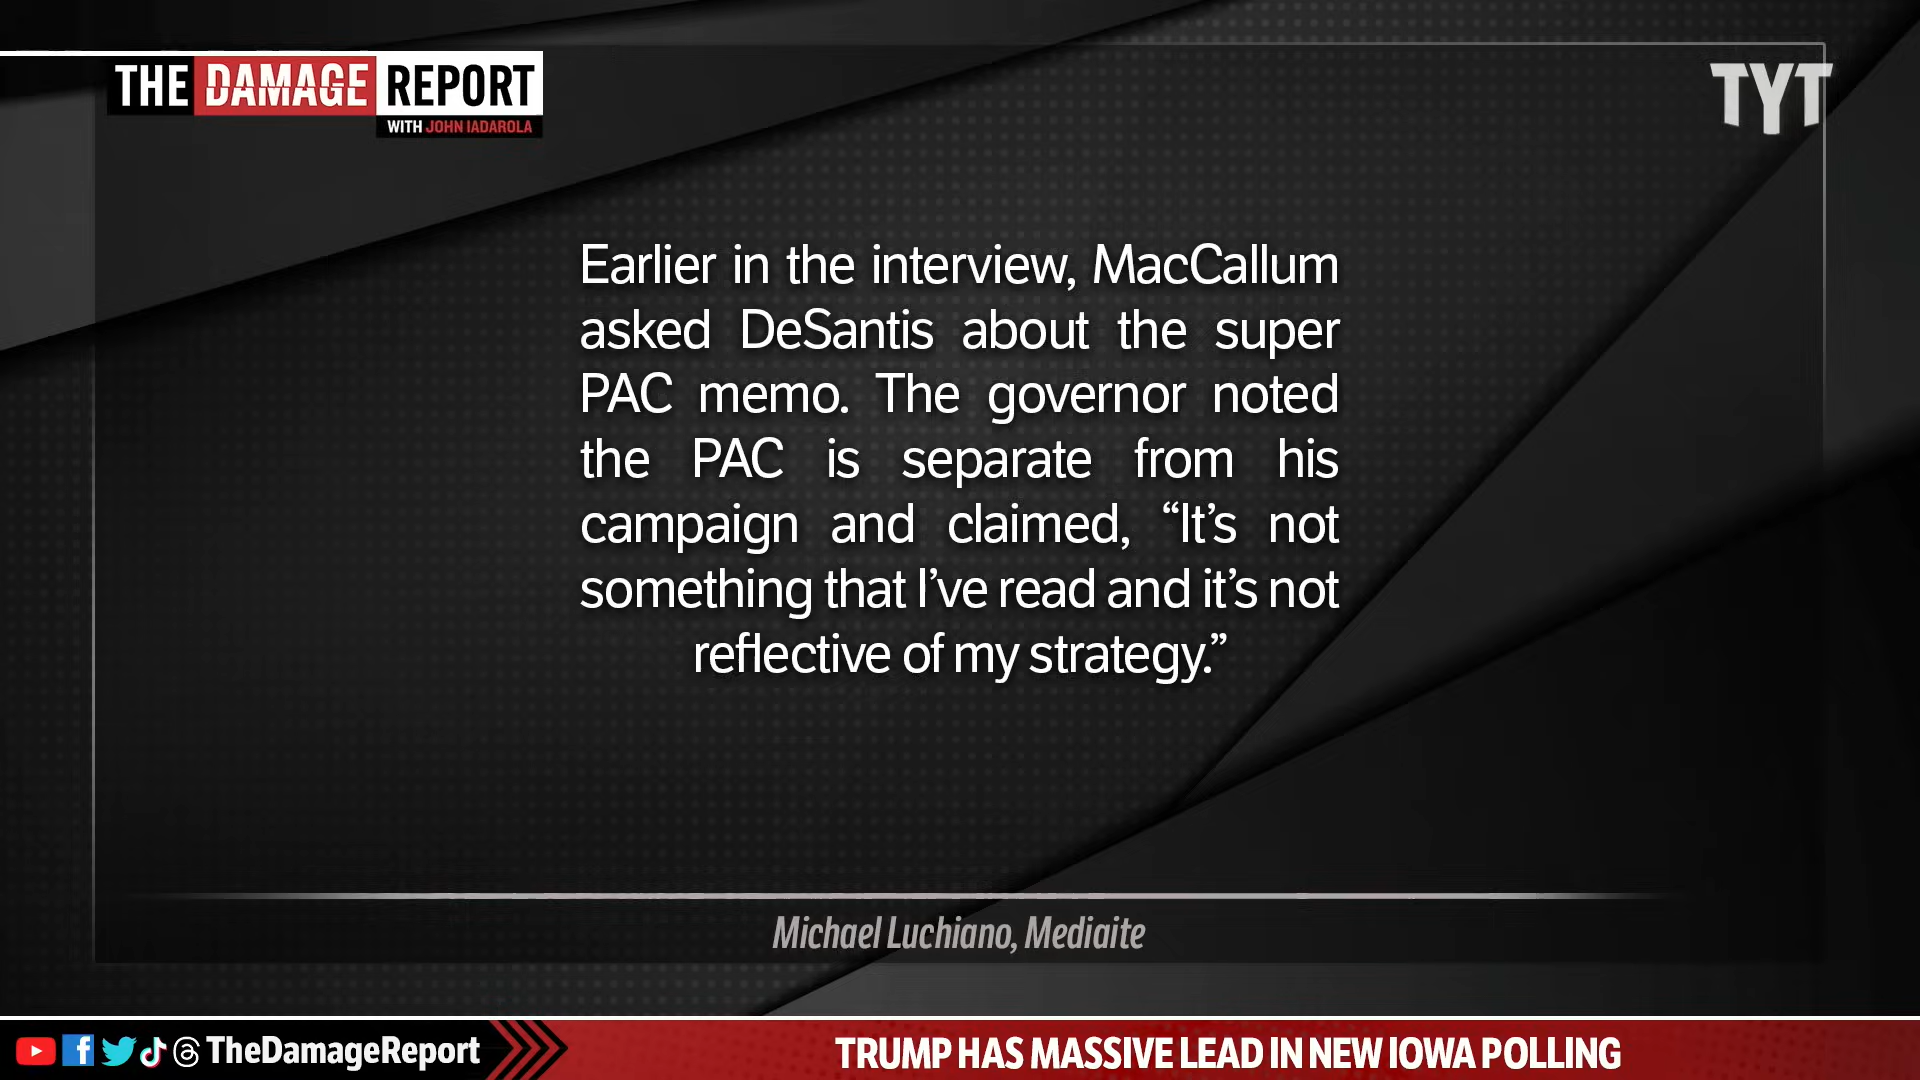 THE DAMAGE REPORT
WITH JOHN IADAROLA
TYT
Earlier in the interview, MacCallum
asked DeSantis about the super
PAC memo. The governor noted
the PAC is separate from his
campaign and claimed, “It’s not
something that I’ve read and it’s not
reflective of my strategy.”
Michael Luchiano, Mediaite
TheDamageReport
TRUMP HAS MASSIVE LEAD IN NEW IOWA POLLING